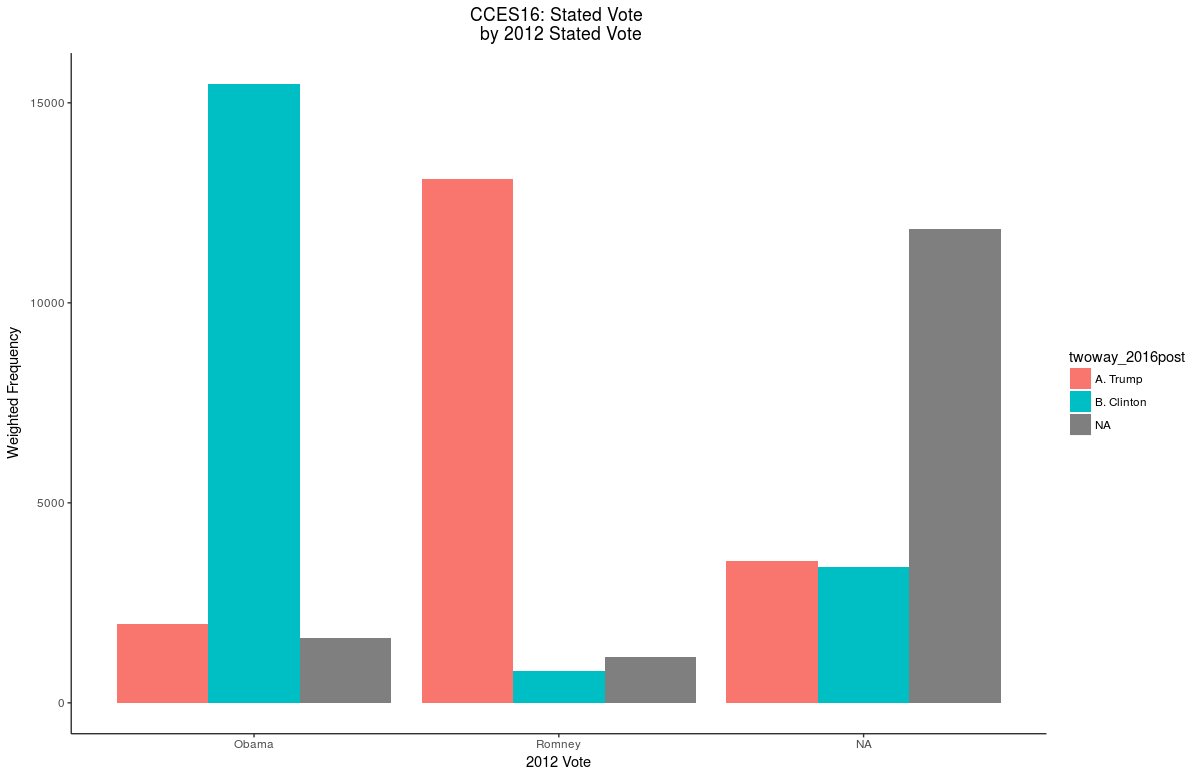 CCES16: Stated Vote
by 2012 Stated Vote
Weighted Frequency
15000
10000
5000
0
Obama
Romney
NA
2012 Vote
twoway_2016post
A. Trump
B. Clinton
NA